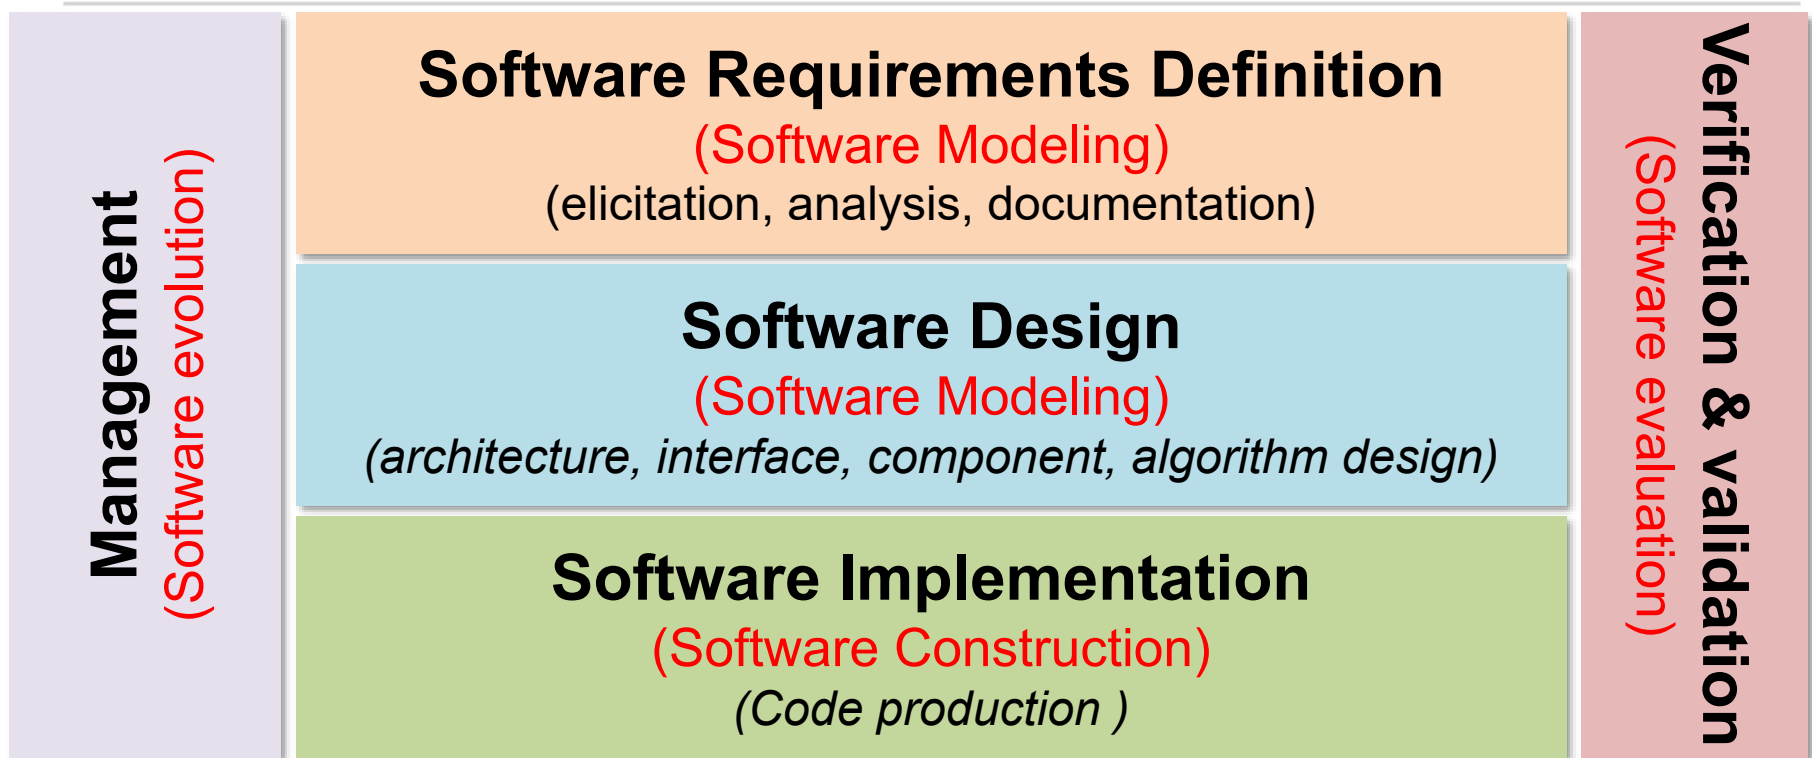 Management
(Software evolution)
Software Requirements Definition
(Software Modeling)
(elicitation, analysis, documentation)
Software Design
(Software Modeling)
(architecture, interface, component, algorithm design)
Software Implementation
(Software Construction)
(Code production )
Verification & validation
(Software evaluation)